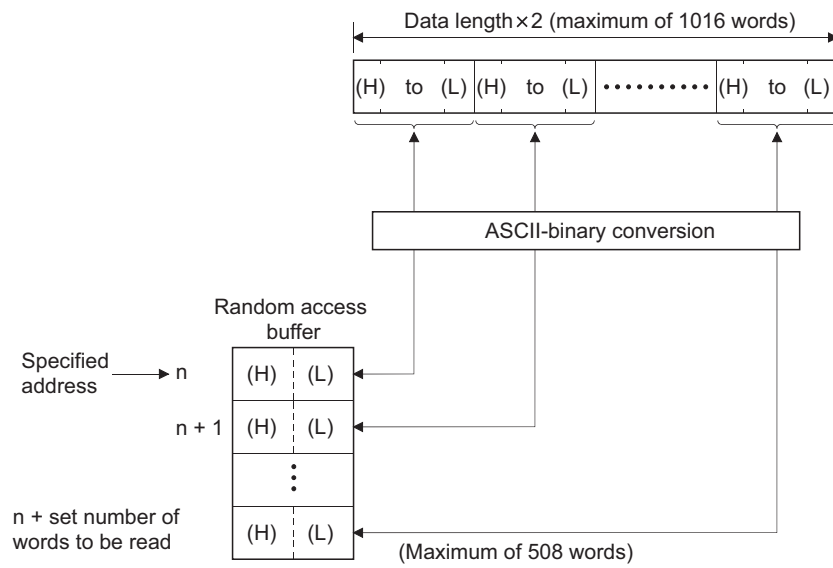 Data length×2 (maximum of 1016 words)
(H) to (L) (H) to (L) •••••••••• (H) to (L)
ASCII-binary conversion
Random access
buffer
Specified
address
n
(H) (L)
n + 1
(H) (L)
n + set number of
words to be read
(H) (L)
(Maximum of 508 words)